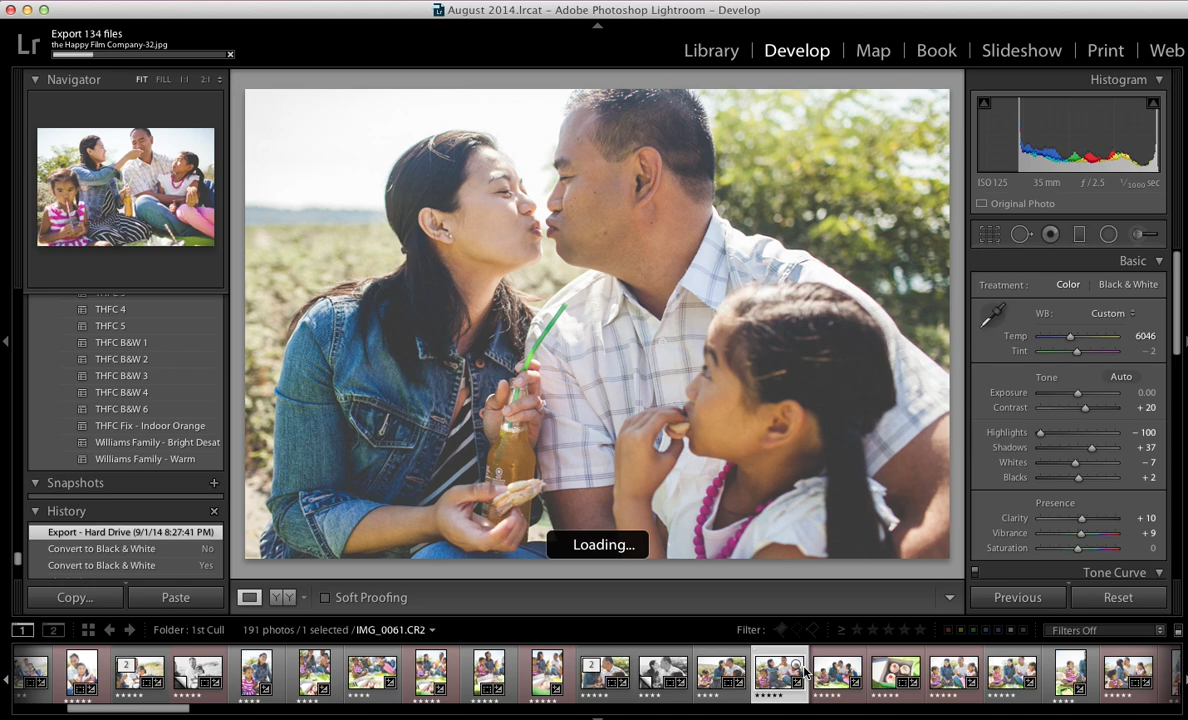 August 2014.lrcat – Adobe Photoshop Lightroom – Develop
Lr
Export 134 files
the Happy Film Company-32.jpg
Library | Develop | Map | Book | Slideshow | Print | Web
Navigator FIT FILL 1:1 2:1
THFC 4
THFC 5
THFC B&W 1
THFC B&W 2
THFC B&W 3
THFC B&W 4
THFC B&W 6
THFC Fix - Indoor Orange
Williams Family - Bright Desat
Williams Family - Warm
Snapshots +
History
Export - Hard Drive (9/1/14 8:27:41 PM)
Convert to Black & White No
Convert to Black & White Yes
Copy... Paste
Loading...
YY Soft Proofing
Histogram
ISO 125 35 mm ƒ / 2.5 1/1000 sec
Original Photo
Basic
Treatment : Color | Black & White
WB : Custom
Temp 6046
Tint – 2
Tone Auto
Exposure 0.00
Contrast + 20
Highlights – 100
Shadows + 37
Whites – 7
Blacks + 2
Presence
Clarity + 10
Vibrance + 9
Saturation 0
Tone Curve
Previous Reset
1 2 Folder : 1st Cull 191 photos / 1 selected / IMG_0061.CR2 Filter : ≥ ★★★★★ Filters Off
2
2